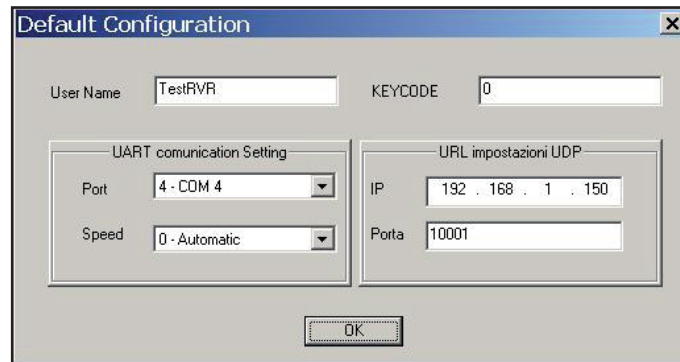 Default Configuration
User Name TestRVR KEYCODE 0
UART comunication Setting
Port 4 - COM 4
Speed 0 - Automatic
URL impostazioni UDP
IP 192 . 168 . 1 . 150
Porta 10001
OK